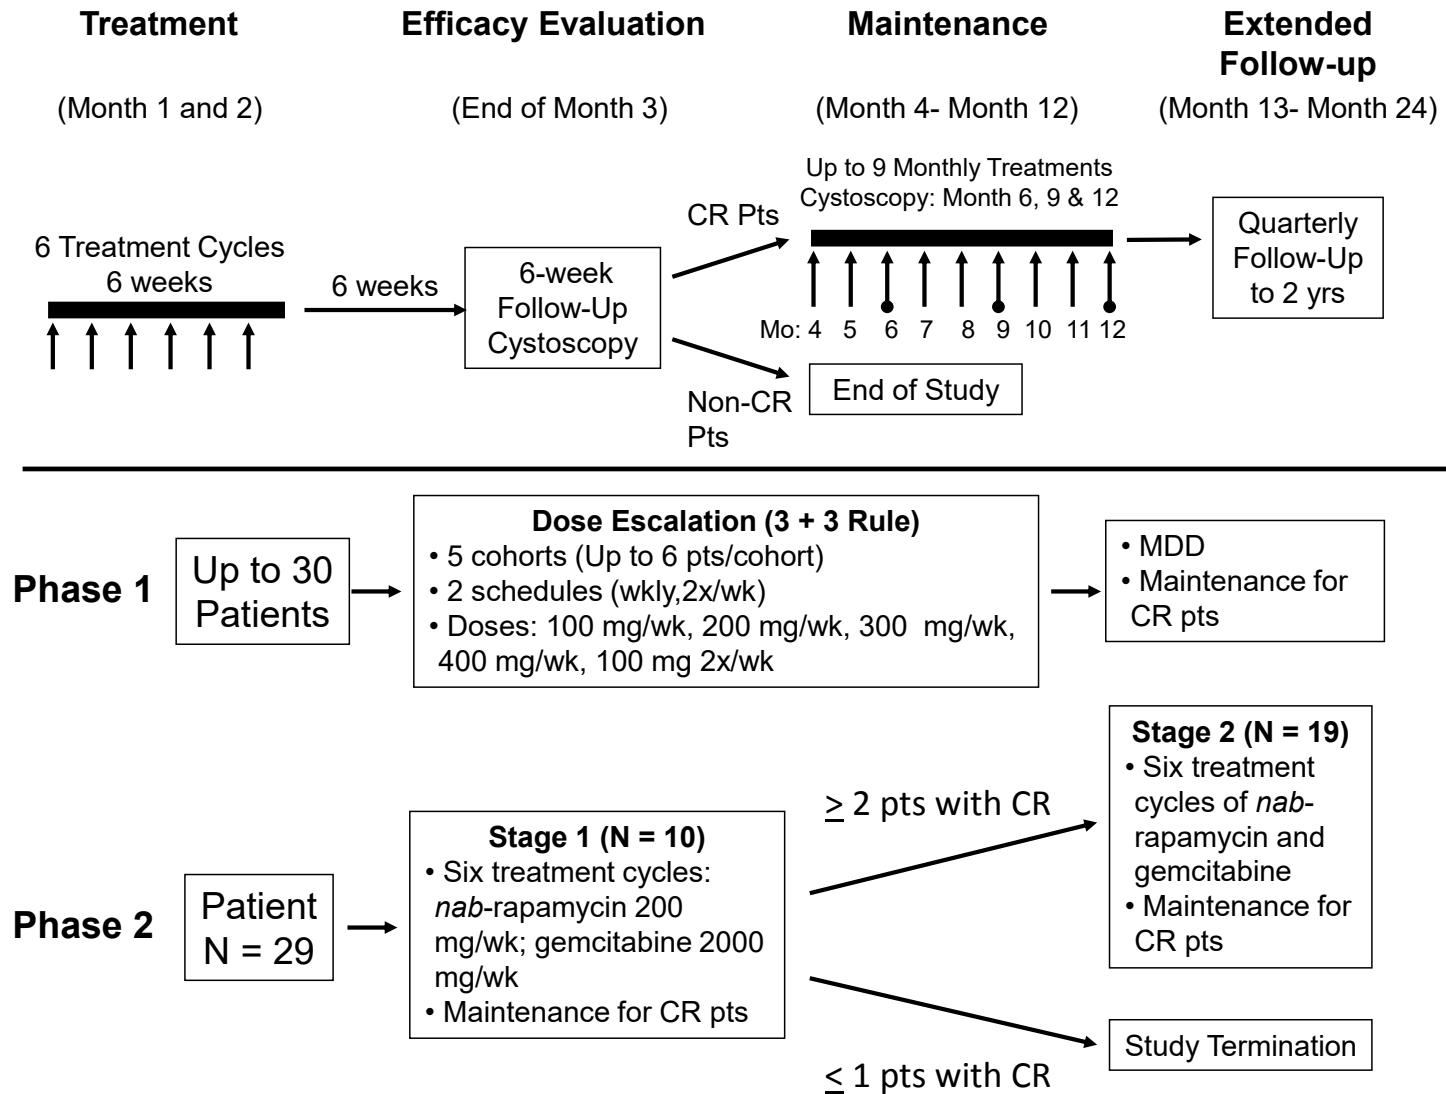 Treatment
(Month 1 and 2)
6 Treatment Cycles
6 weeks
6 weeks
Efficacy Evaluation
(End of Month 3)
6-week
Follow-Up
Cystoscopy
CR Pts
Non-CR
Pts
Maintenance
(Month 4- Month 12)
Up to 9 Monthly Treatments
Cystoscopy: Month 6, 9 & 12
Mo: 4 5 6 7 8 9 10 11 12
End of Study
Extended
Follow-up
(Month 13- Month 24)
Quarterly
Follow-Up
to 2 yrs
Phase 1
Up to 30
Patients
Dose Escalation (3 + 3 Rule)
• 5 cohorts (Up to 6 pts/cohort)
• 2 schedules (wkly,2x/wk)
• Doses: 100 mg/wk, 200 mg/wk, 300 mg/wk,
400 mg/wk, 100 mg 2x/wk
• MDD
• Maintenance for
CR pts
Phase 2
Patient
N = 29
Stage 1 (N = 10)
• Six treatment cycles:
nab-rapamycin 200
mg/wk; gemcitabine 2000
mg/wk
• Maintenance for CR pts
≥ 2 pts with CR
Stage 2 (N = 19)
• Six treatment
cycles of nab-
rapamycin and
gemcitabine
• Maintenance for
CR pts
≤ 1 pts with CR
Study Termination